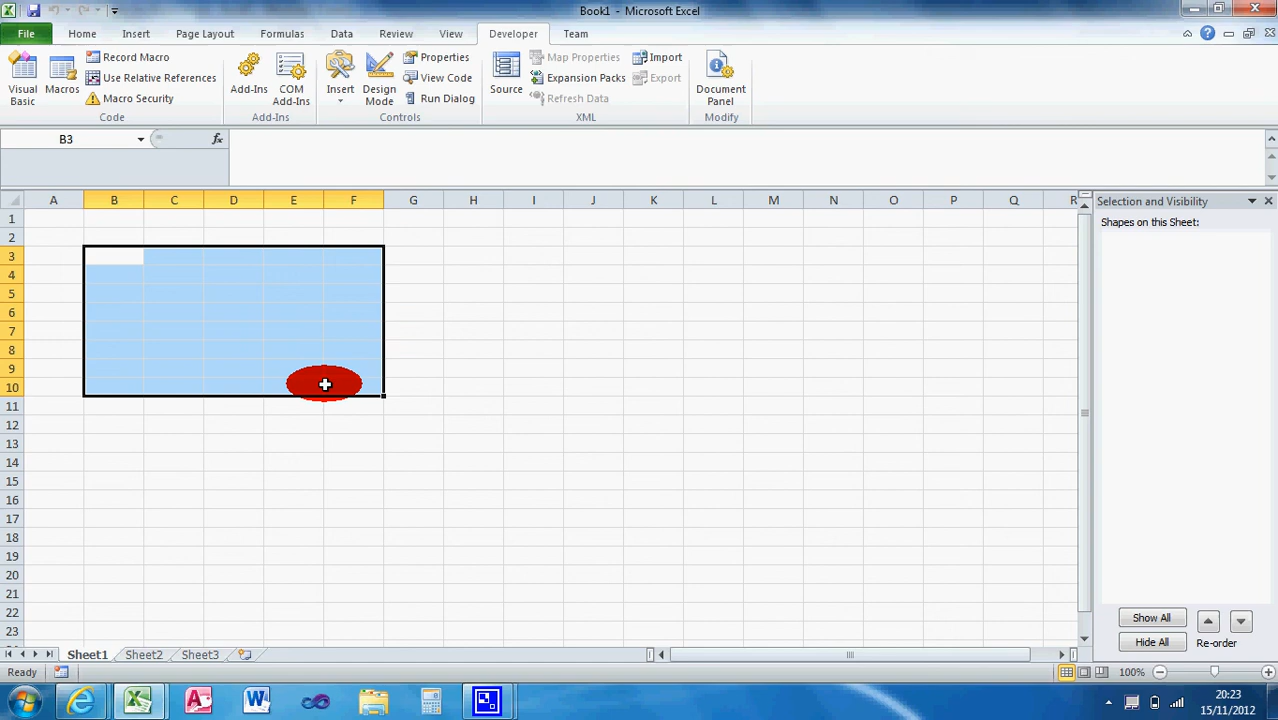 Book1 - Microsoft Excel
File Home Insert Page Layout Formulas Data Review View Developer Team
Visual Basic
Macros
Record Macro
Use Relative References
Macro Security
Code
Add-Ins
COM Add-Ins
Add-Ins
Insert
Design Mode
Properties
View Code
Run Dialog
Controls
Source
Map Properties
Expansion Packs
Refresh Data
Import
Export
XML
Document Panel
Modify
B3 fx
A B C D E F G H I J K L M N O P Q R
1
2
3
4
5
6
7
8
9
10
11
12
13
14
15
16
17
18
19
20
21
22
23
Selection and Visibility
Shapes on this Sheet:
Show All
Hide All
Re-order
Sheet1 Sheet2 Sheet3
Ready 100%
20:23
15/11/2012